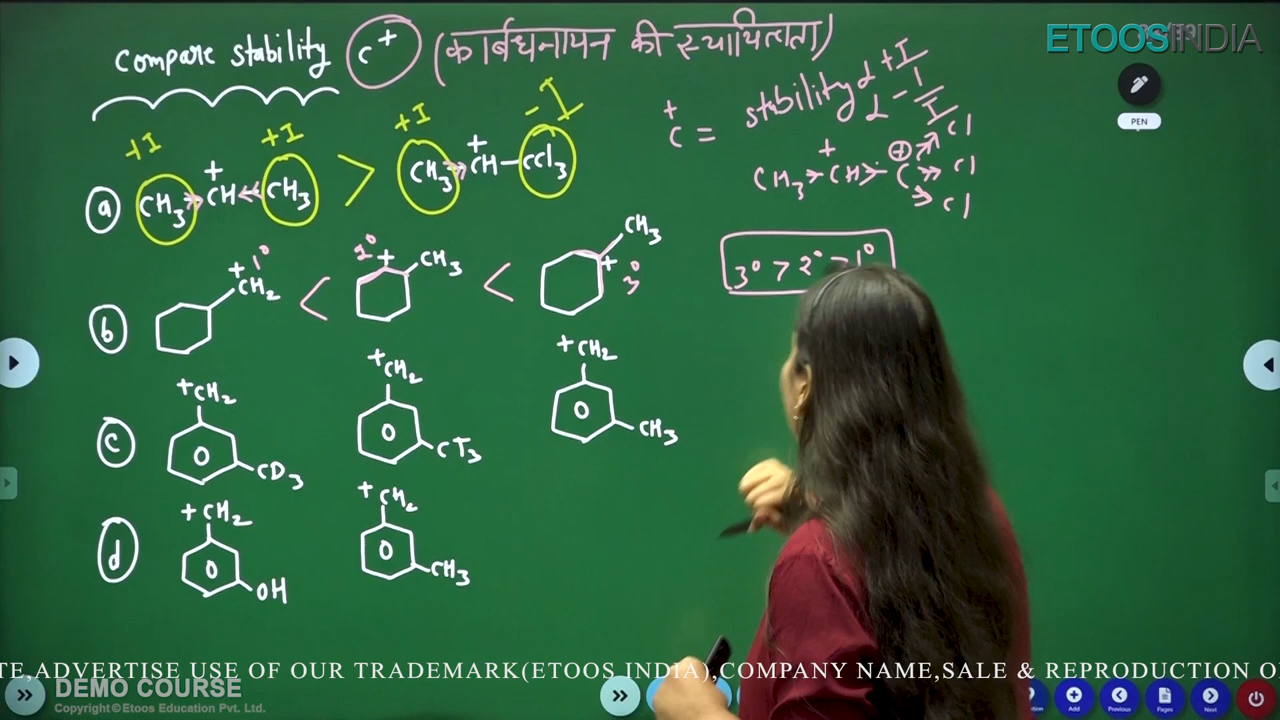 Compare stability C⁺ (कार्बधनायन की स्थायित्वता)
ETOOSINDIA
PEN
C⁺ = stability α +I
α 1/-I
CH₃ → CH⁺ → C⊕ → Cl
Cl
Cl
+I +I +I -I
(a) CH₃ → CH⁺ ← CH₃ > CH₃ → CH⁺ — CCl₃
3° > 2° > 1°
(b) +CH₂ 1° < 2° + CH₃ < CH₃ + 3°
(c) +CH₂ CD₃ +CH₂ CT₃ +CH₂ CH₃
(d) +CH₂ OH +CH₂ CH₃
TE,ADVERTISE USE OF OUR TRADEMARK(ETOOS INDIA),COMPANY NAME,SALE & REPRODUCTION O
DEMO COURSE
Copyright © Etoos Education Pvt. Ltd.
Add Previous Pages Next